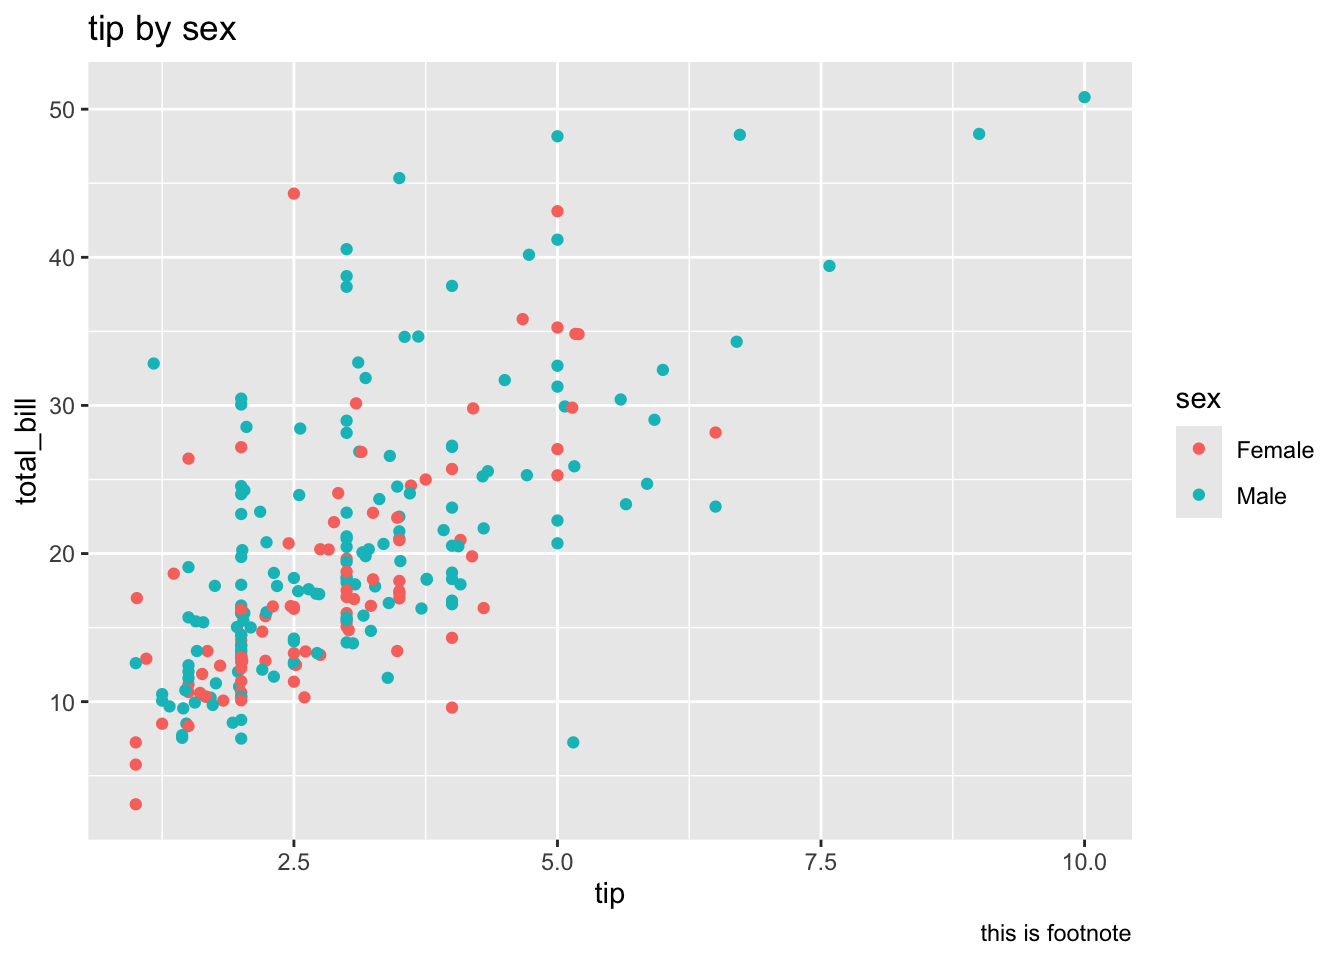 tip by sex
50
40
30
20
10
total_bill
2.5 5.0 7.5 10.0
tip
sex
Female
Male
this is footnote